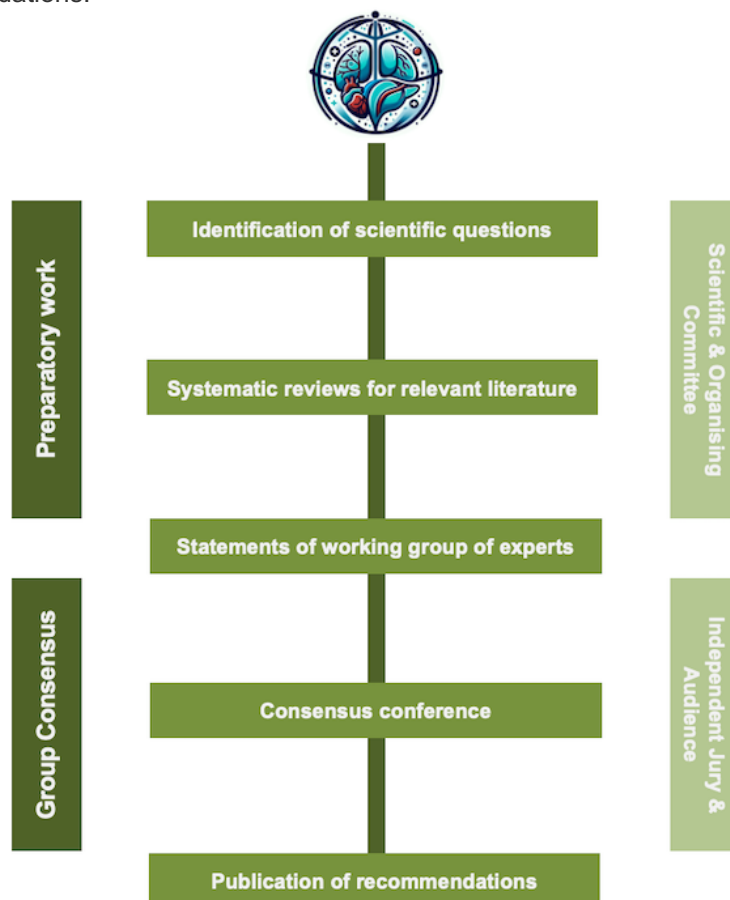 dations.
Identification of scientific questions
Preparatory work
Scientific & Organising
Committee
Systematic reviews for relevant literature
Statements of working group of experts
Group Consensus
Independent Jury &
Audience
Consensus conference
Publication of recommendations